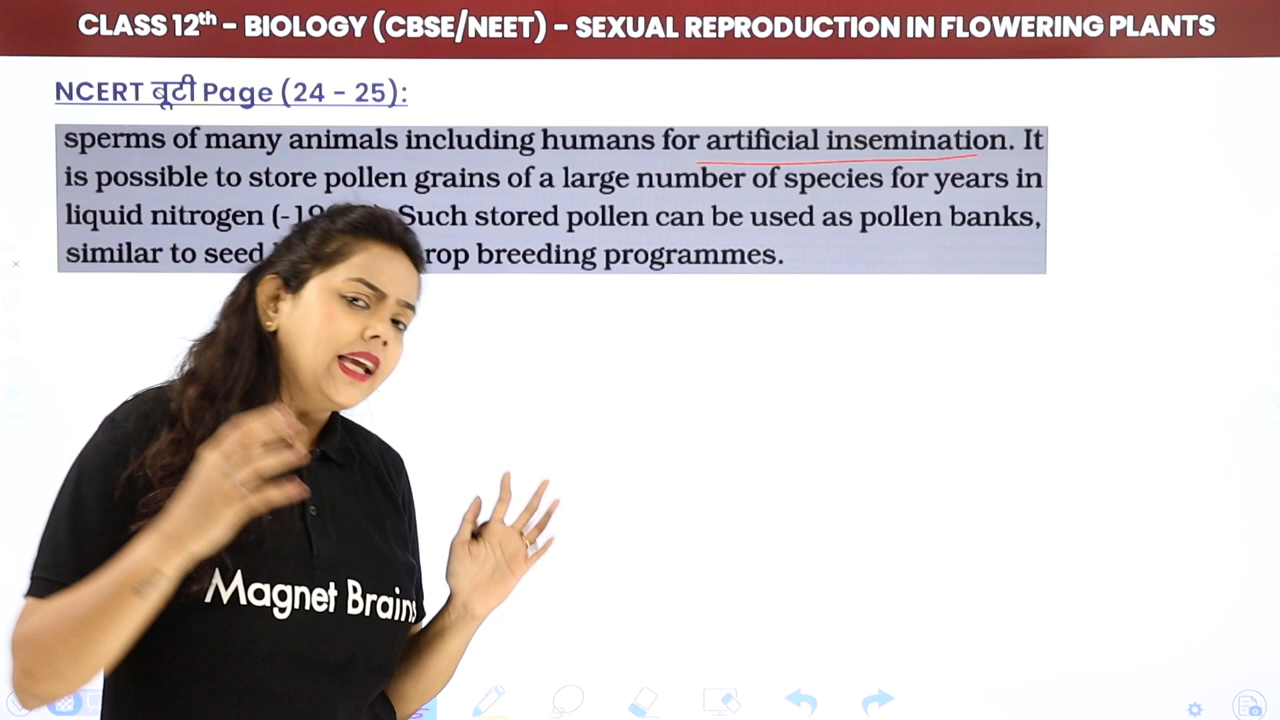 CLASS 12th – BIOLOGY (CBSE/NEET) – SEXUAL REPRODUCTION IN FLOWERING PLANTS
NCERT बूटी Page (24 - 25):
sperms of many animals including humans for artificial insemination. It
is possible to store pollen grains of a large number of species for years in
liquid nitrogen (-19 Such stored pollen can be used as pollen banks,
similar to seed rop breeding programmes.
Magnet Brains